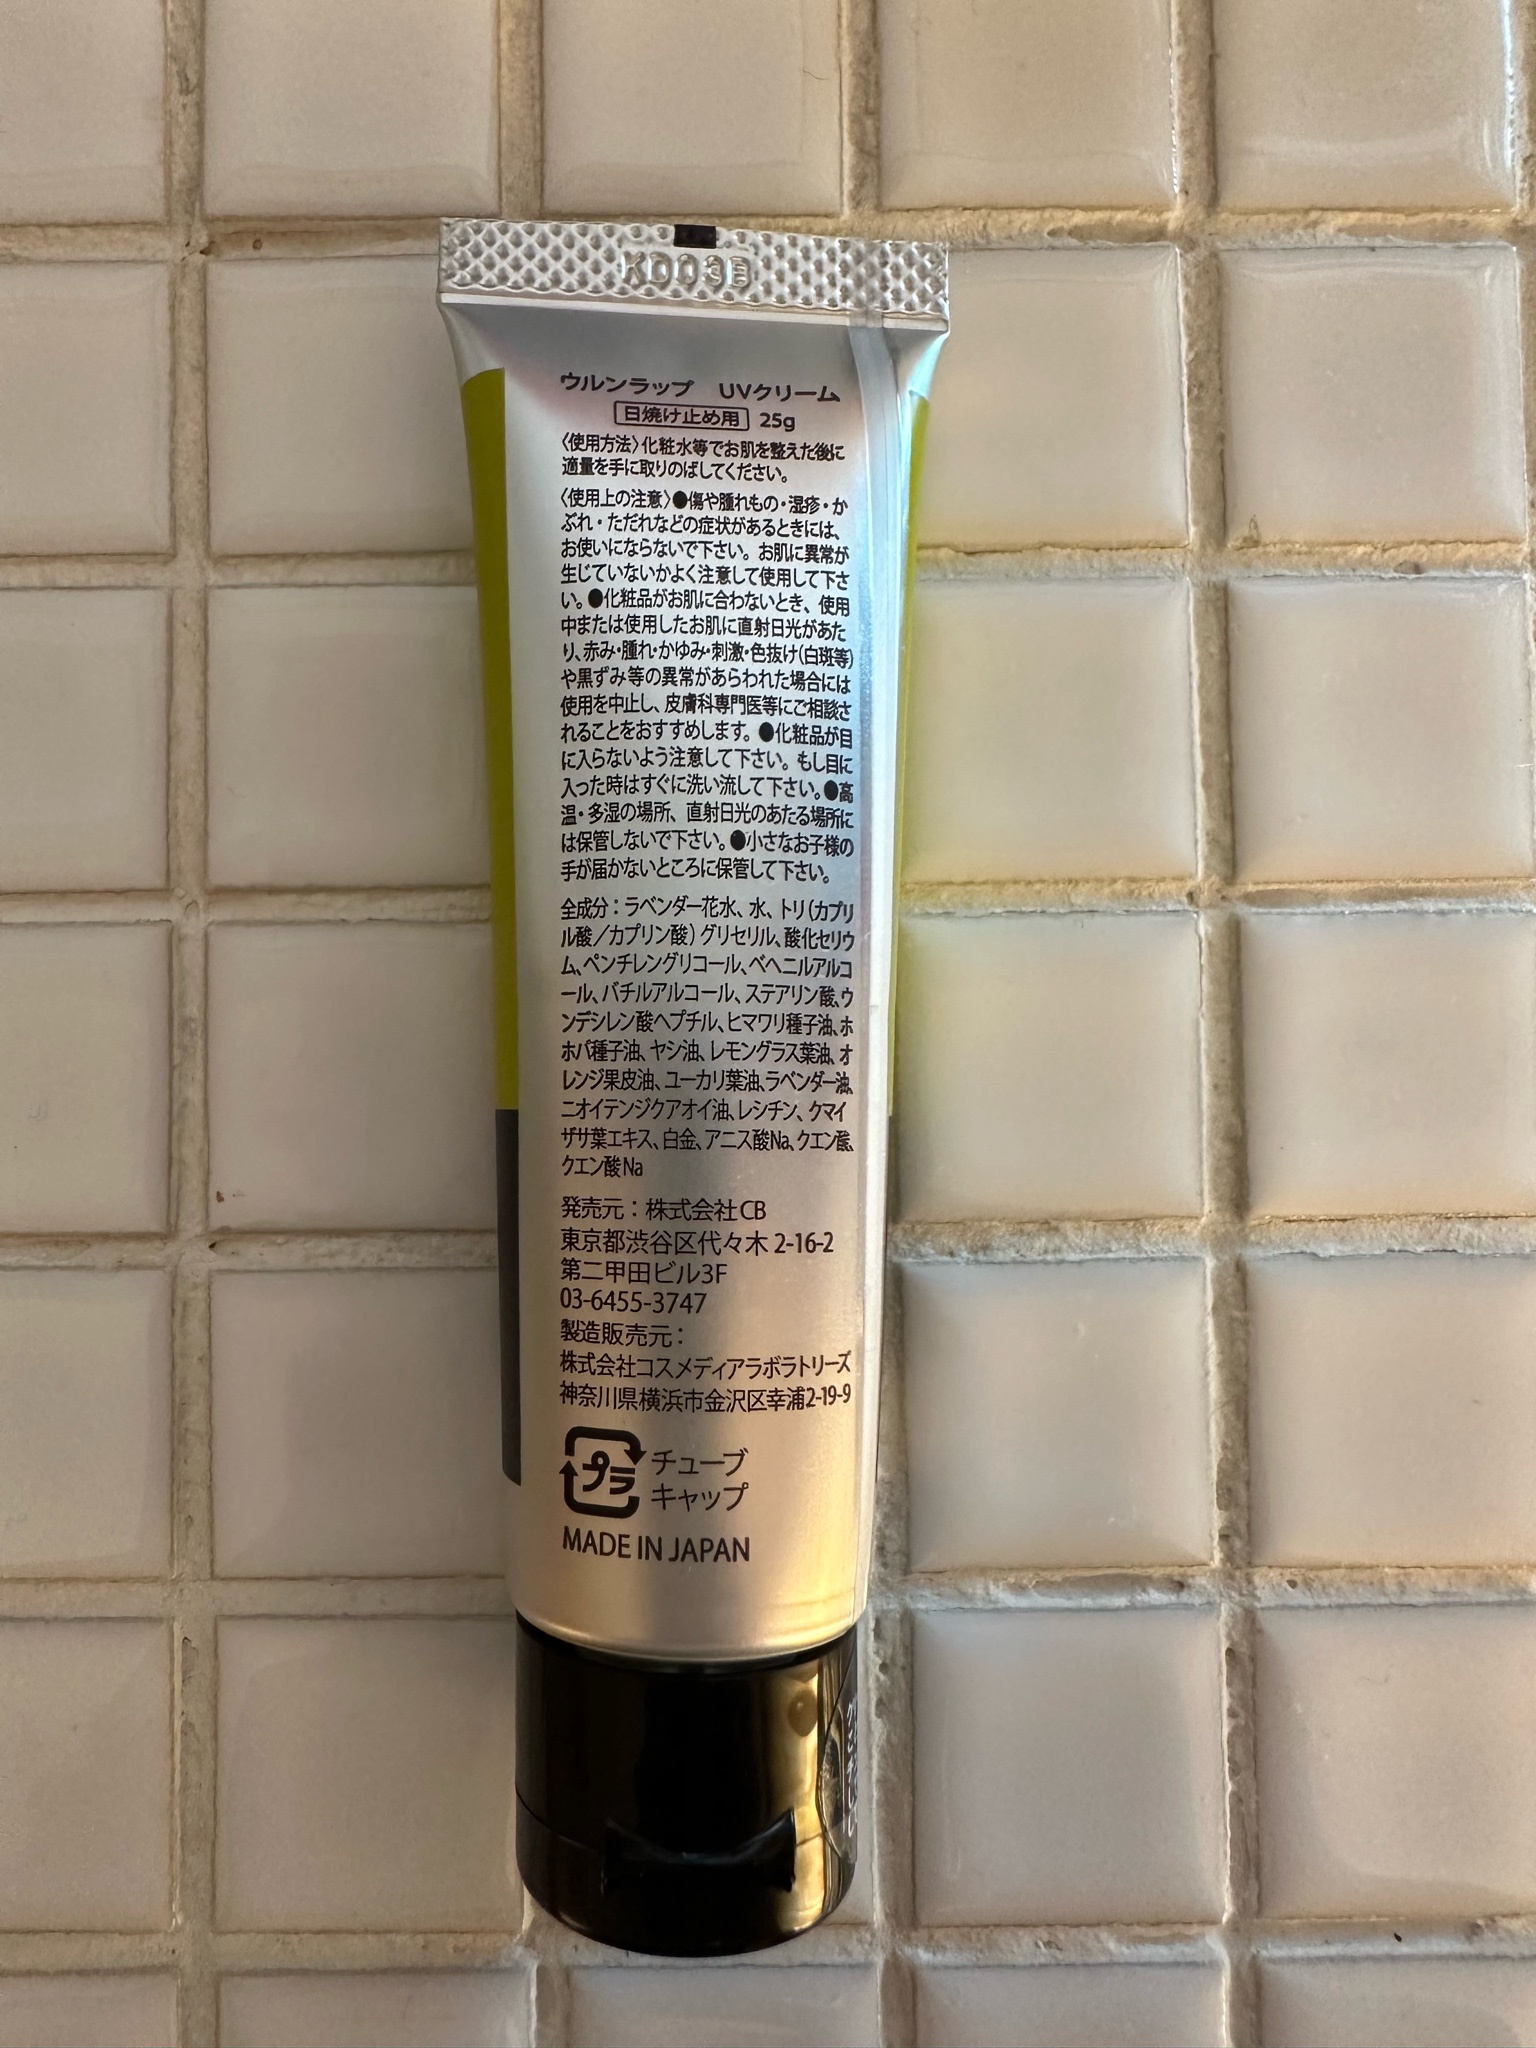 KD03E
ウルンラップ UVクリーム
日焼け止め用 25g
〈使用方法〉化粧水等でお肌を整えた後に
適量を手に取りのばしてください。
〈使用上の注意〉●傷や腫れもの・湿疹・か
ぶれ・ただれなどの症状があるときには、
お使いにならないで下さい。お肌に異常が
生じていないかよく注意して使用して下さ
い。●化粧品がお肌に合わないとき、使用
中または使用したお肌に直射日光があた
り、赤み・腫れ・かゆみ・刺激・色抜け(白斑等)
や黒ずみ等の異常があらわれた場合には
使用を中止し、皮膚科専門医等にご相談さ
れることをおすすめします。●化粧品が目
に入らないよう注意して下さい。もし目に
入った時はすぐに洗い流して下さい。●高
温・多湿の場所、直射日光のあたる場所に
は保管しないで下さい。●小さなお子様の
手が届かないところに保管して下さい。
全成分：ラベンダー花水、水、トリ(カプリ
ル酸／カプリン酸)グリセリル、酸化セリウ
ム、ペンチレングリコール、ベヘニルアルコ
ール、バチルアルコール、ステアリン酸、ウ
ンデシレン酸ヘプチル、ヒマワリ種子油、ホ
ホバ種子油、ヤシ油、レモングラス葉油、オ
レンジ果皮油、ユーカリ葉油、ラベンダー油、
ニオイテンジクアオイ油、レシチン、クマイ
ザサ葉エキス、白金、アニス酸Na、クエン酸、
クエン酸Na
発売元：株式会社CB
東京都渋谷区代々木2-16-2
第二甲田ビル3F
03-6455-3747
製造販売元：
株式会社コスメディアラボラトリーズ
神奈川県横浜市金沢区幸浦2-19-9
プラ チューブ
キャップ
MADE IN JAPAN